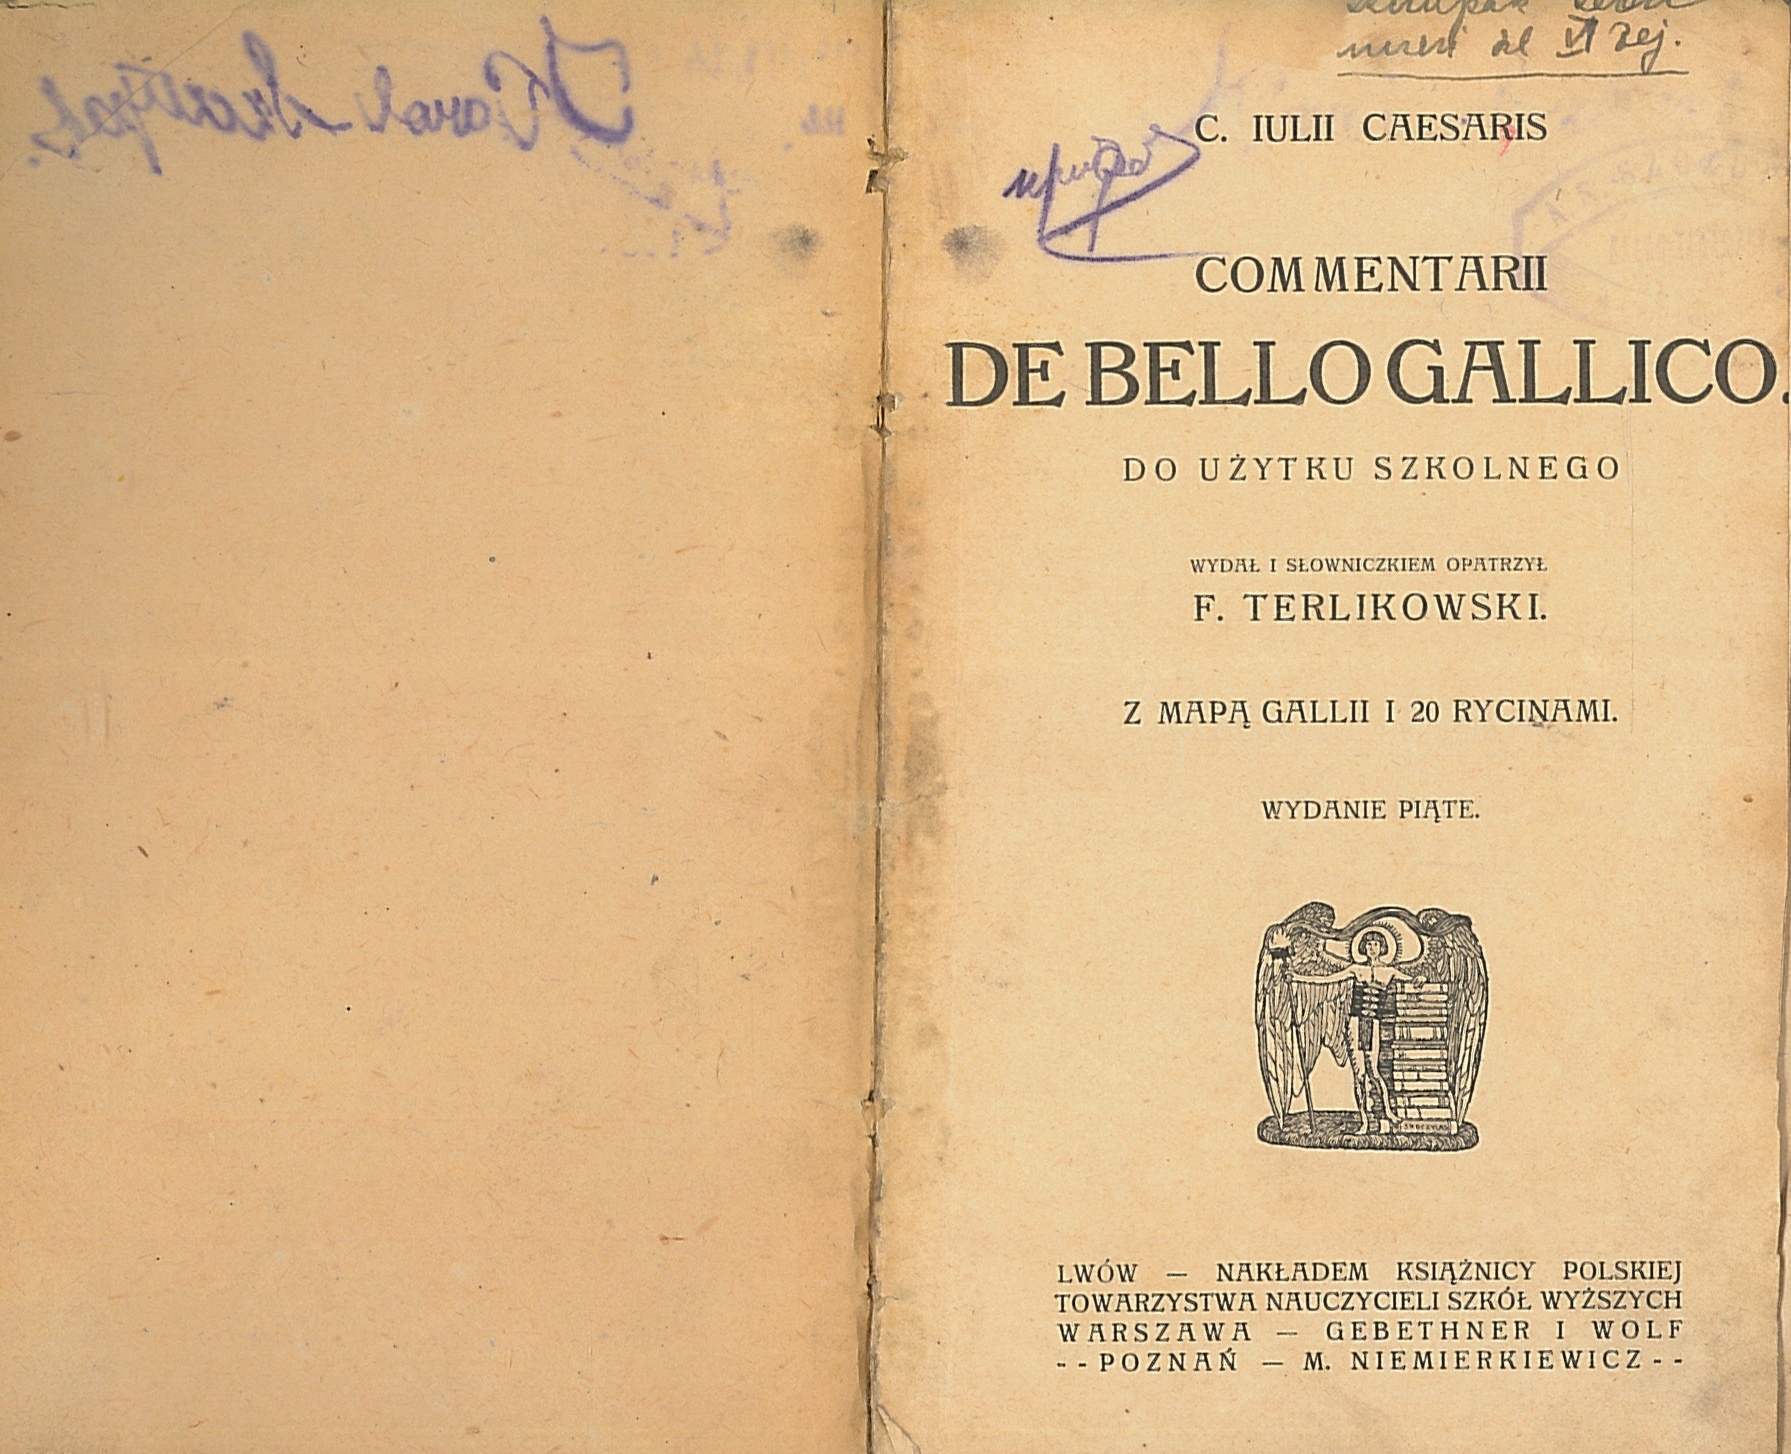 VI
C. IULII CAESARIS
COMMENTARII
DE BELLO GALLICO.
DO UŻYTKU SZKOLNEGO
WYDAŁ I SŁOWNICZKIEM OPATRZYŁ
F. TERLIKOWSKI.
Z MAPĄ GALLII I 20 RYCINAMI.
WYDANIE PIĄTE.
LWÓW — NAKŁADEM KSIĄŻNICY POLSKIEJ
TOWARZYSTWA NAUCZYCIELI SZKÓŁ WYŻSZYCH
WARSZAWA — GEBETHNER I WOLF
-- POZNAŃ — M. NIEMIERKIEWICZ --